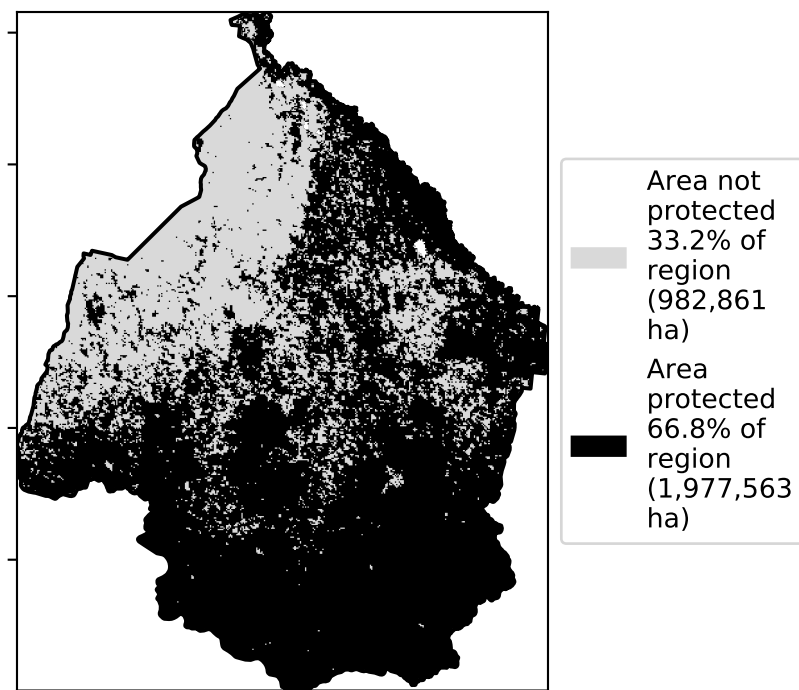 Area not
protected
33.2% of
region
(982,861
ha)
Area
protected
66.8% of
region
(1,977,563
ha)